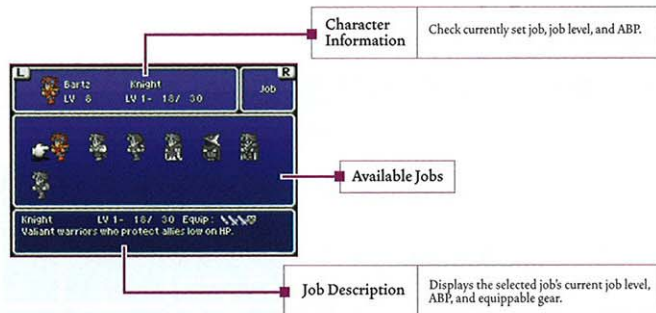 Character
Information
Check currently set job, job level, and ABP.
L
R
Bartz Knight
LV 8 LV 1- 18/ 30
Job
Available Jobs
Knight LV 1- 18/ 30 Equip:
Valiant warriors who protect allies low on HP.
Job Description
Displays the selected job's current job level,
ABP, and equippable gear.